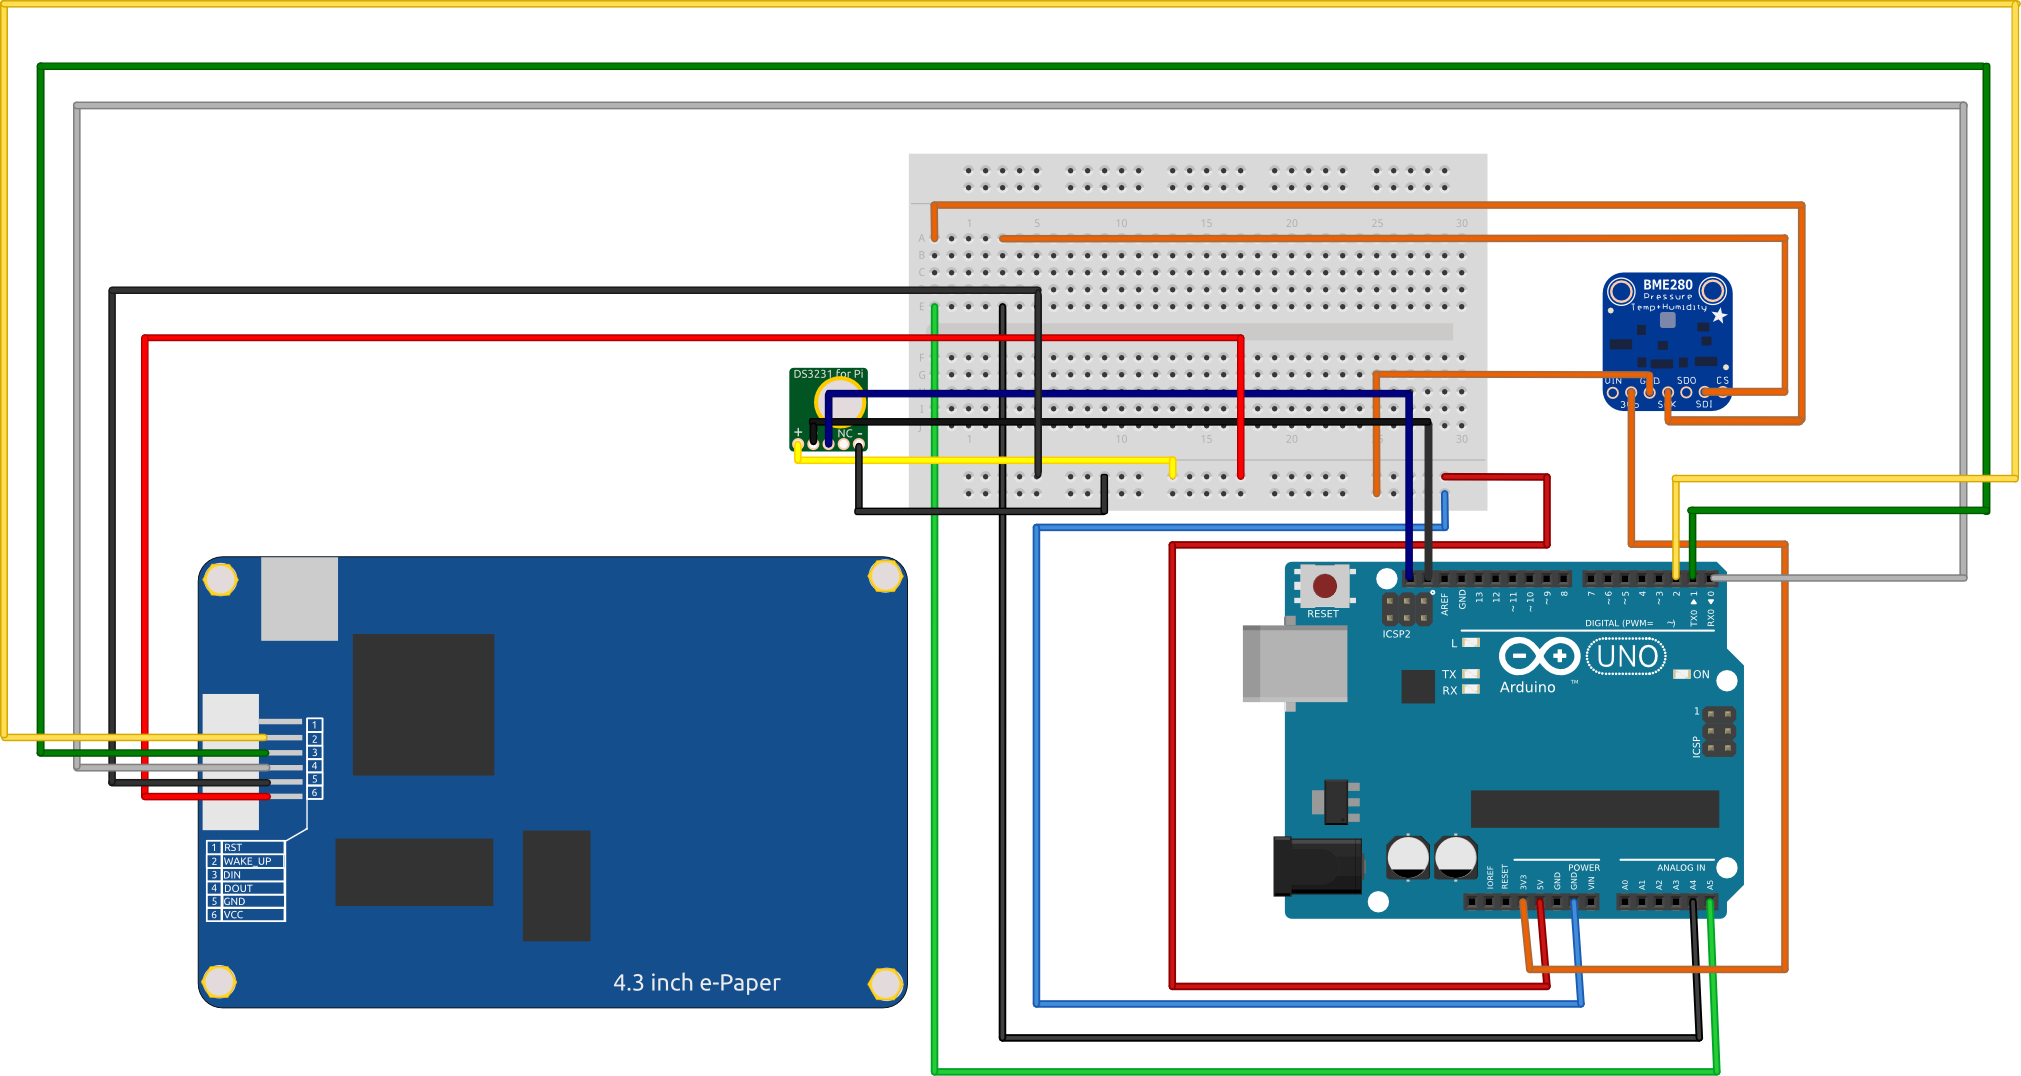 1 5 10 15 20 25 30
A
B
C
E
F
G
I
J
1 5 10 15 20 25 30
DS3231 for Pi
+ NC -
BME280
Pressure
Temp+Humidity
VIN GND SDO CS
3Vo SCK SDI
1
2
3
4
5
6
1 RST
2 WAKE_UP
3 DIN
4 DOUT
5 GND
6 VCC
4.3 inch e-Paper
RESET
ICSP2
AREF
GND
13
12
~11
~10
~9
8
7
~6
~5
4
~3
2
TX0 ▶ 1
RX0 ◀ 0
DIGITAL (PWM= ~)
L
TX
RX
UNO
Arduino ™
ON
1
ICSP
POWER
ANALOG IN
IOREF
RESET
3V3
5V
GND
GND
VIN
A0
A1
A2
A3
A4
A5